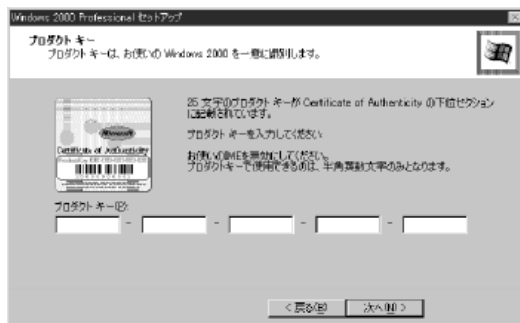 Windows 2000 Professional セットアップ
プロダクト キー
プロダクト キーは、お使いの Windows 2000 を一意に識別します。
25 文字のプロダクト キーが Certificate of Authenticity の下位セクション
に記載されています。
プロダクト キーを入力してください
お使いのIMEを無効にしてください。
プロダクトキーで使用できるのは、半角英数文字のみとなります。
Microsoft
Certificate of Authenticity
プロダクト キー(P):
< 戻る(B)
次へ(N) >